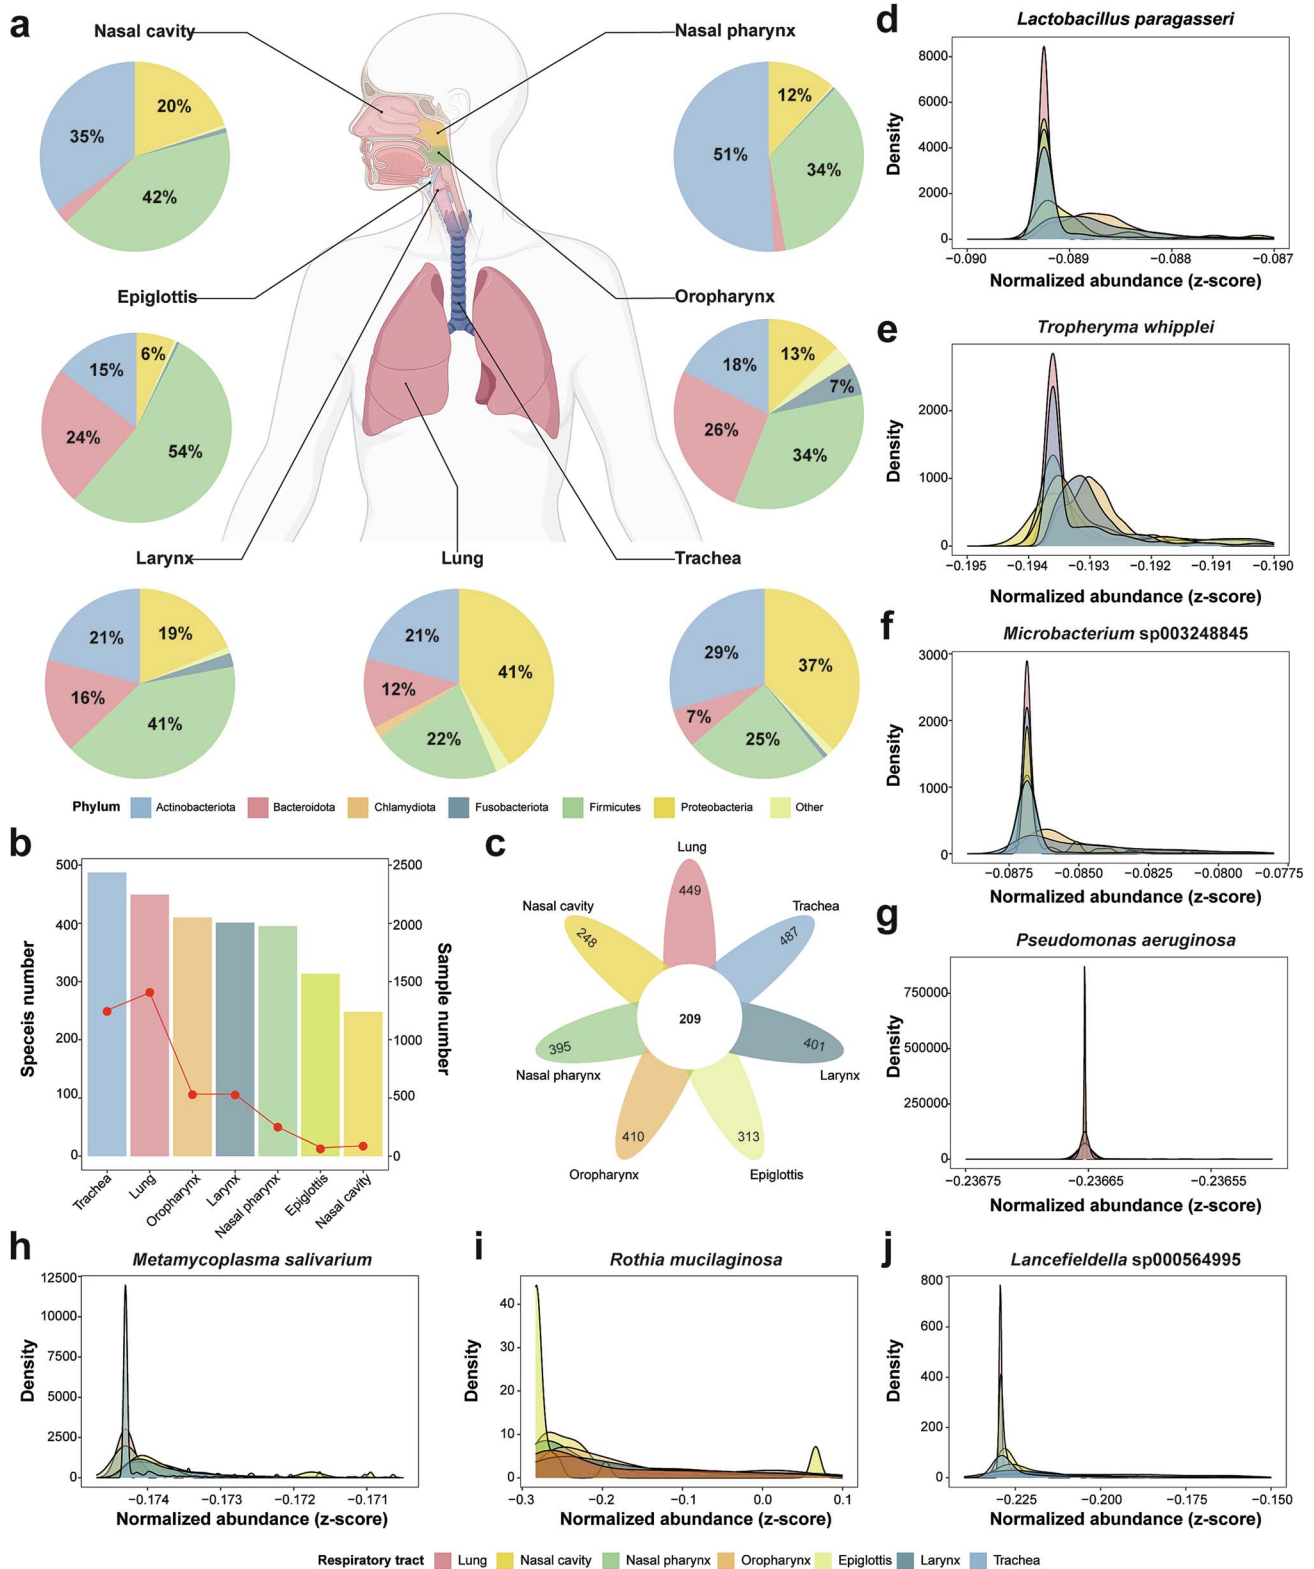 a
Nasal cavity
Nasal pharynx
35%
20%
42%
51%
12%
34%
Epiglottis
Oropharynx
15%
6%
24%
54%
18%
13%
7%
26%
34%
Larynx
Lung
Trachea
21%
19%
16%
41%
21%
41%
12%
22%
29%
37%
7%
25%
Phylum Actinobacteriota Bacteroidota Chlamydiota Fusobacteriota Firmicutes Proteobacteria Other
b
Speceis number
500
400
300
200
100
0
Sample number
2500
2000
1500
1000
500
0
Trachea
Lung
Oropharynx
Larynx
Nasal pharynx
Epiglottis
Nasal cavity
c
Lung
449
Trachea
487
Larynx
401
Epiglottis
313
Oropharynx
410
Nasal pharynx
395
Nasal cavity
248
209
d
Lactobacillus paragasseri
Density
8000
6000
4000
2000
0
−0.090 −0.089 −0.088 −0.087
Normalized abundance (z-score)
e
Tropheryma whipplei
Density
2000
1000
0
−0.195 −0.194 −0.193 −0.192 −0.191 −0.190
Normalized abundance (z-score)
f
Microbacterium sp003248845
Density
3000
2000
1000
0
−0.0875 −0.0850 −0.0825 −0.0800 −0.0775
Normalized abundance (z-score)
g
Pseudomonas aeruginosa
Density
750000
500000
250000
0
−0.23675 −0.23665 −0.23655
Normalized abundance (z-score)
h
Metamycoplasma salivarium
Density
12500
10000
7500
5000
2500
0
−0.174 −0.173 −0.172 −0.171
Normalized abundance (z-score)
i
Rothia mucilaginosa
Density
40
30
20
10
0
−0.3 −0.2 −0.1 0.0 0.1
Normalized abundance (z-score)
j
Lancefieldella sp000564995
Density
800
600
400
200
0
−0.225 −0.200 −0.175 −0.150
Normalized abundance (z-score)
Respiratory tract Lung Nasal cavity Nasal pharynx Oropharynx Epiglottis Larynx Trachea